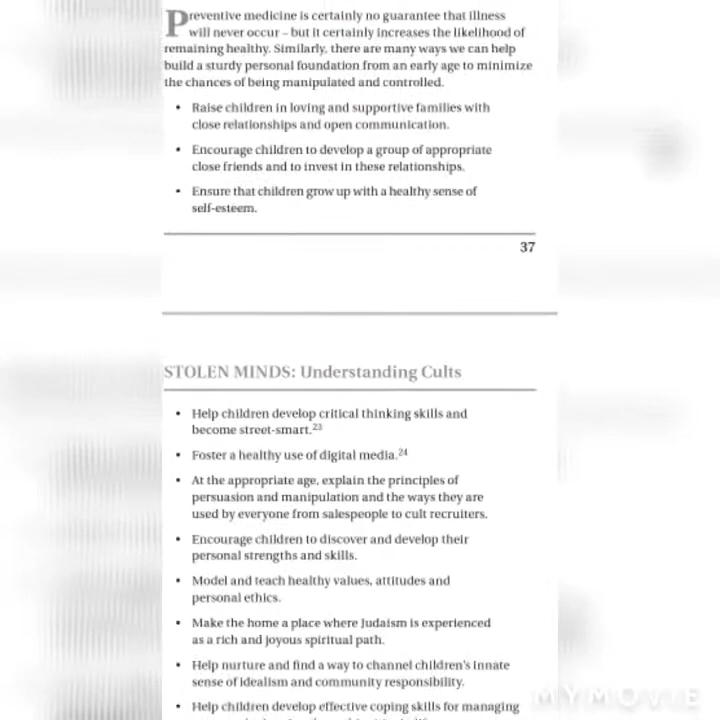 Preventive medicine is certainly no guarantee that illness
will never occur – but it certainly increases the likelihood of
remaining healthy. Similarly, there are many ways we can help
build a sturdy personal foundation from an early age to minimize
the chances of being manipulated and controlled.
• Raise children in loving and supportive families with
close relationships and open communication.
• Encourage children to develop a group of appropriate
close friends and to invest in these relationships.
• Ensure that children grow up with a healthy sense of
self-esteem.
37
STOLEN MINDS: Understanding Cults
• Help children develop critical thinking skills and
become street-smart.23
• Foster a healthy use of digital media.24
• At the appropriate age, explain the principles of
persuasion and manipulation and the ways they are
used by everyone from salespeople to cult recruiters.
• Encourage children to discover and develop their
personal strengths and skills.
• Model and teach healthy values, attitudes and
personal ethics.
• Make the home a place where Judaism is experienced
as a rich and joyous spiritual path.
• Help nurture and find a way to channel children's innate
sense of idealism and community responsibility.
• Help children develop effective coping skills for managing
MYMOVIE